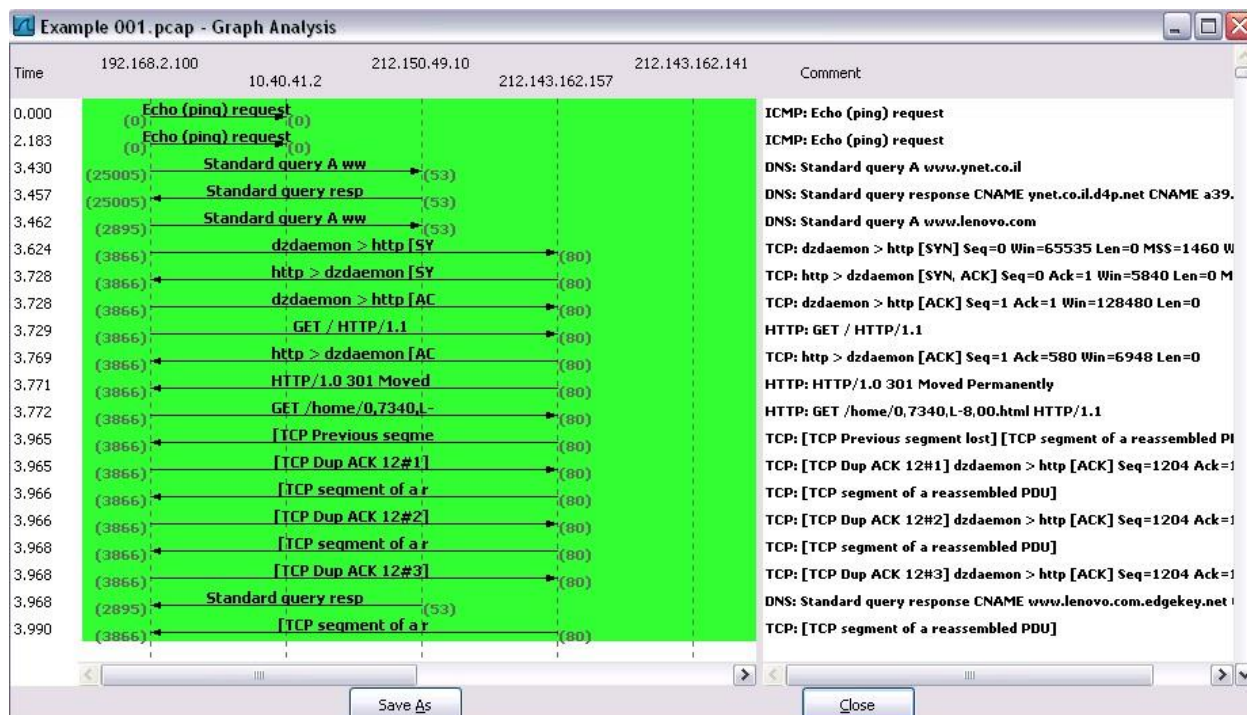 Example 001.pcap - Graph Analysis
Time 192.168.2.100 10.40.41.2 212.150.49.10 212.143.162.157 212.143.162.141 Comment
0.000 Echo (ping) request (0) (0) ICMP: Echo (ping) request
2.183 Echo (ping) request (0) (0) ICMP: Echo (ping) request
3.430 Standard query A ww (25005) (53) DNS: Standard query A www.ynet.co.il
3.457 Standard query resp (25005) (53) DNS: Standard query response CNAME ynet.co.il.d4p.net CNAME a39.
3.462 Standard query A ww (2895) (53) DNS: Standard query A www.lenovo.com
3.624 dzdaemon > http [SY (3866) (80) TCP: dzdaemon > http [SYN] Seq=0 Win=65535 Len=0 MSS=1460 W
3.728 http > dzdaemon [SY (3866) (80) TCP: http > dzdaemon [SYN, ACK] Seq=0 Ack=1 Win=5840 Len=0 M
3.728 dzdaemon > http [AC (3866) (80) TCP: dzdaemon > http [ACK] Seq=1 Ack=1 Win=128480 Len=0
3.729 GET / HTTP/1.1 (3866) (80) HTTP: GET / HTTP/1.1
3.769 http > dzdaemon [AC (3866) (80) TCP: http > dzdaemon [ACK] Seq=1 Ack=580 Win=6948 Len=0
3.771 HTTP/1.0 301 Moved (3866) (80) HTTP: HTTP/1.0 301 Moved Permanently
3.772 GET /home/0,7340,L- (3866) (80) HTTP: GET /home/0,7340,L-8,00.html HTTP/1.1
3.965 [TCP Previous segme (3866) (80) TCP: [TCP Previous segment lost] [TCP segment of a reassembled PI
3.965 [TCP Dup ACK 12#1] (3866) (80) TCP: [TCP Dup ACK 12#1] dzdaemon > http [ACK] Seq=1204 Ack=1
3.966 [TCP segment of a r (3866) (80) TCP: [TCP segment of a reassembled PDU]
3.966 [TCP Dup ACK 12#2] (3866) (80) TCP: [TCP Dup ACK 12#2] dzdaemon > http [ACK] Seq=1204 Ack=1
3.968 [TCP segment of a r (3866) (80) TCP: [TCP segment of a reassembled PDU]
3.968 [TCP Dup ACK 12#3] (3866) (80) TCP: [TCP Dup ACK 12#3] dzdaemon > http [ACK] Seq=1204 Ack=1
3.968 Standard query resp (2895) (53) DNS: Standard query response CNAME www.lenovo.com.edgekey.net
3.990 [TCP segment of a r (3866) (80) TCP: [TCP segment of a reassembled PDU]
Save As Close